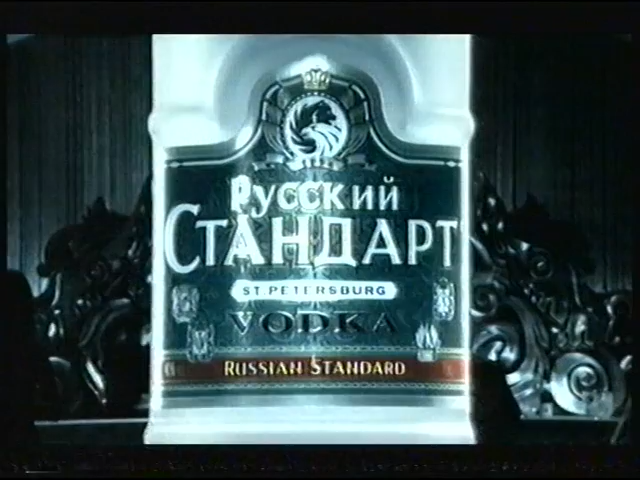 Русский
Стандарт
ST. PETERSBURG
VODKA
RUSSIAN STANDARD